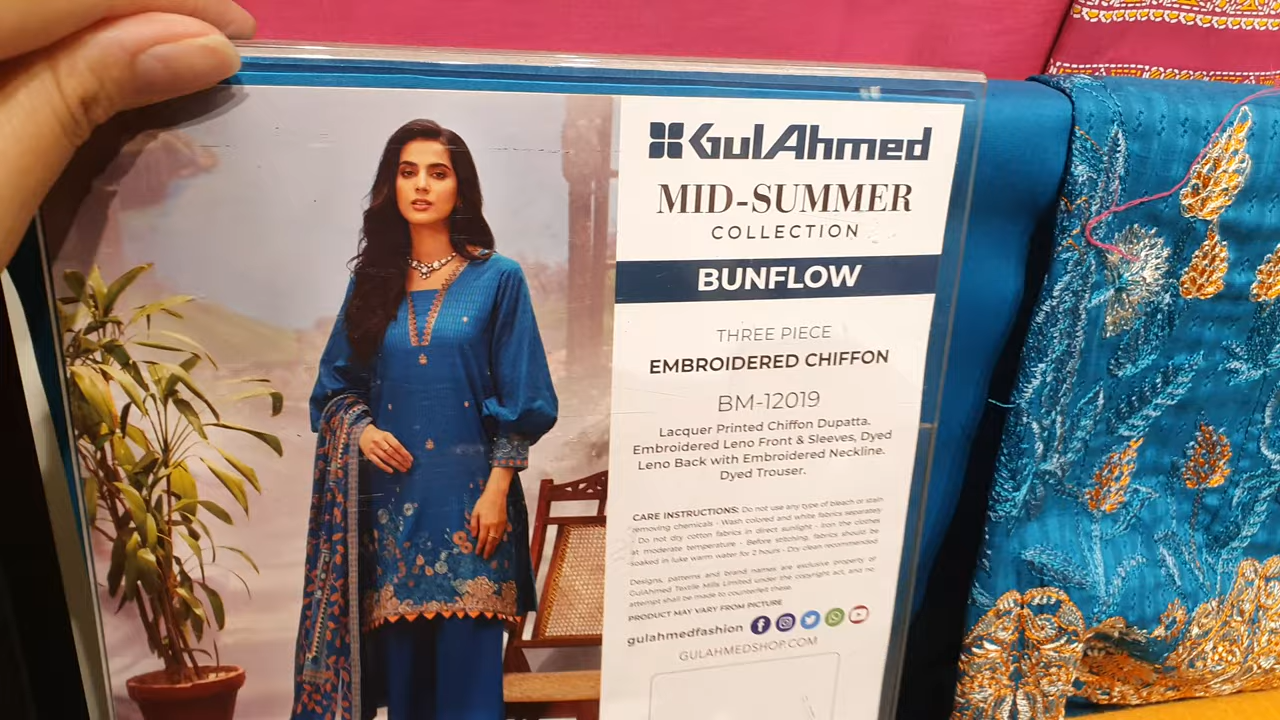 GulAhmed
MID-SUMMER
COLLECTION
BUNFLOW
THREE PIECE
EMBROIDERED CHIFFON
BM-12019
Lacquer Printed Chiffon Dupatta.
Embroidered Leno Front & Sleeves, Dyed
Leno Back with Embroidered Neckline.
Dyed Trouser.
CARE INSTRUCTIONS: Do not use any type of bleach or stain
removing chemicals - Wash colored and white fabrics separately
- Do not dry cotton fabrics in direct sunlight - Iron the clothes
at moderate temperature - Before stitching, fabrics should be
soaked in luke warm water for 2 hours - Dry clean recommended
Designs, patterns and brand names are exclusive property of
GulAhmed Textile Mills Limited under the copyright act, and no
attempt shall be made to counterfeit these.
PRODUCT MAY VARY FROM PICTURE
gulahmedfashion
GULAHMEDSHOP.COM